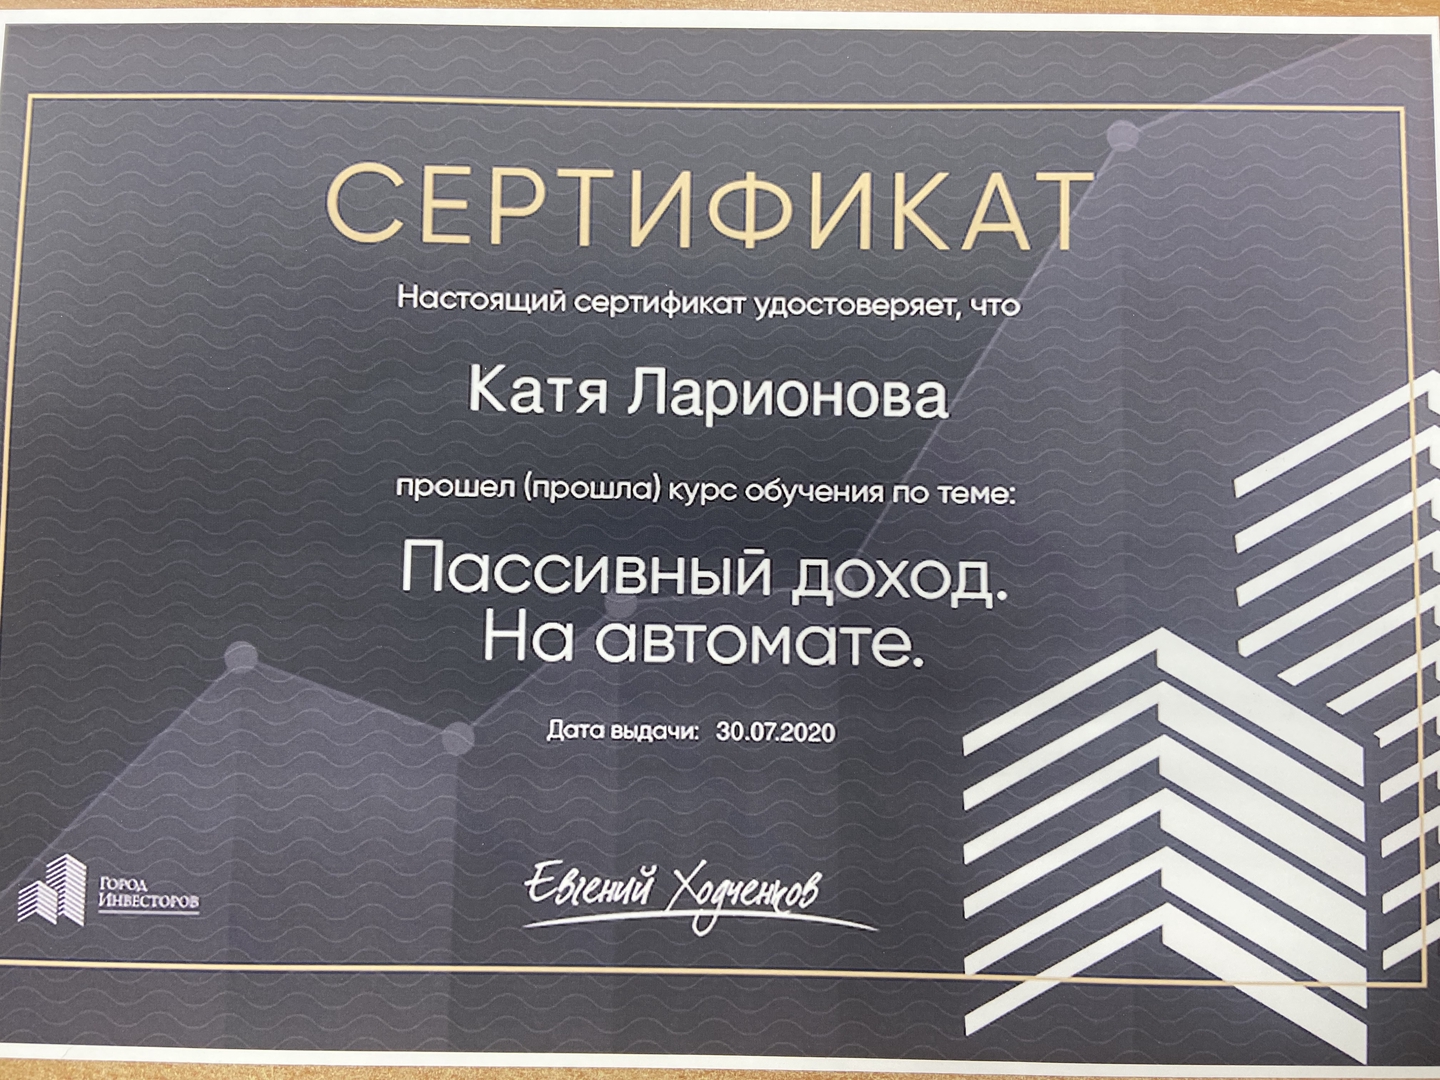 СЕРТИФИКАТ
Настоящий сертификат удостоверяет, что
Катя Ларионова
прошел (прошла) курс обучения по теме:
Пассивный доход.
На автомате.
Дата выдачи: 30.07.2020
Город
Инвесторов
Евгений Ходченков